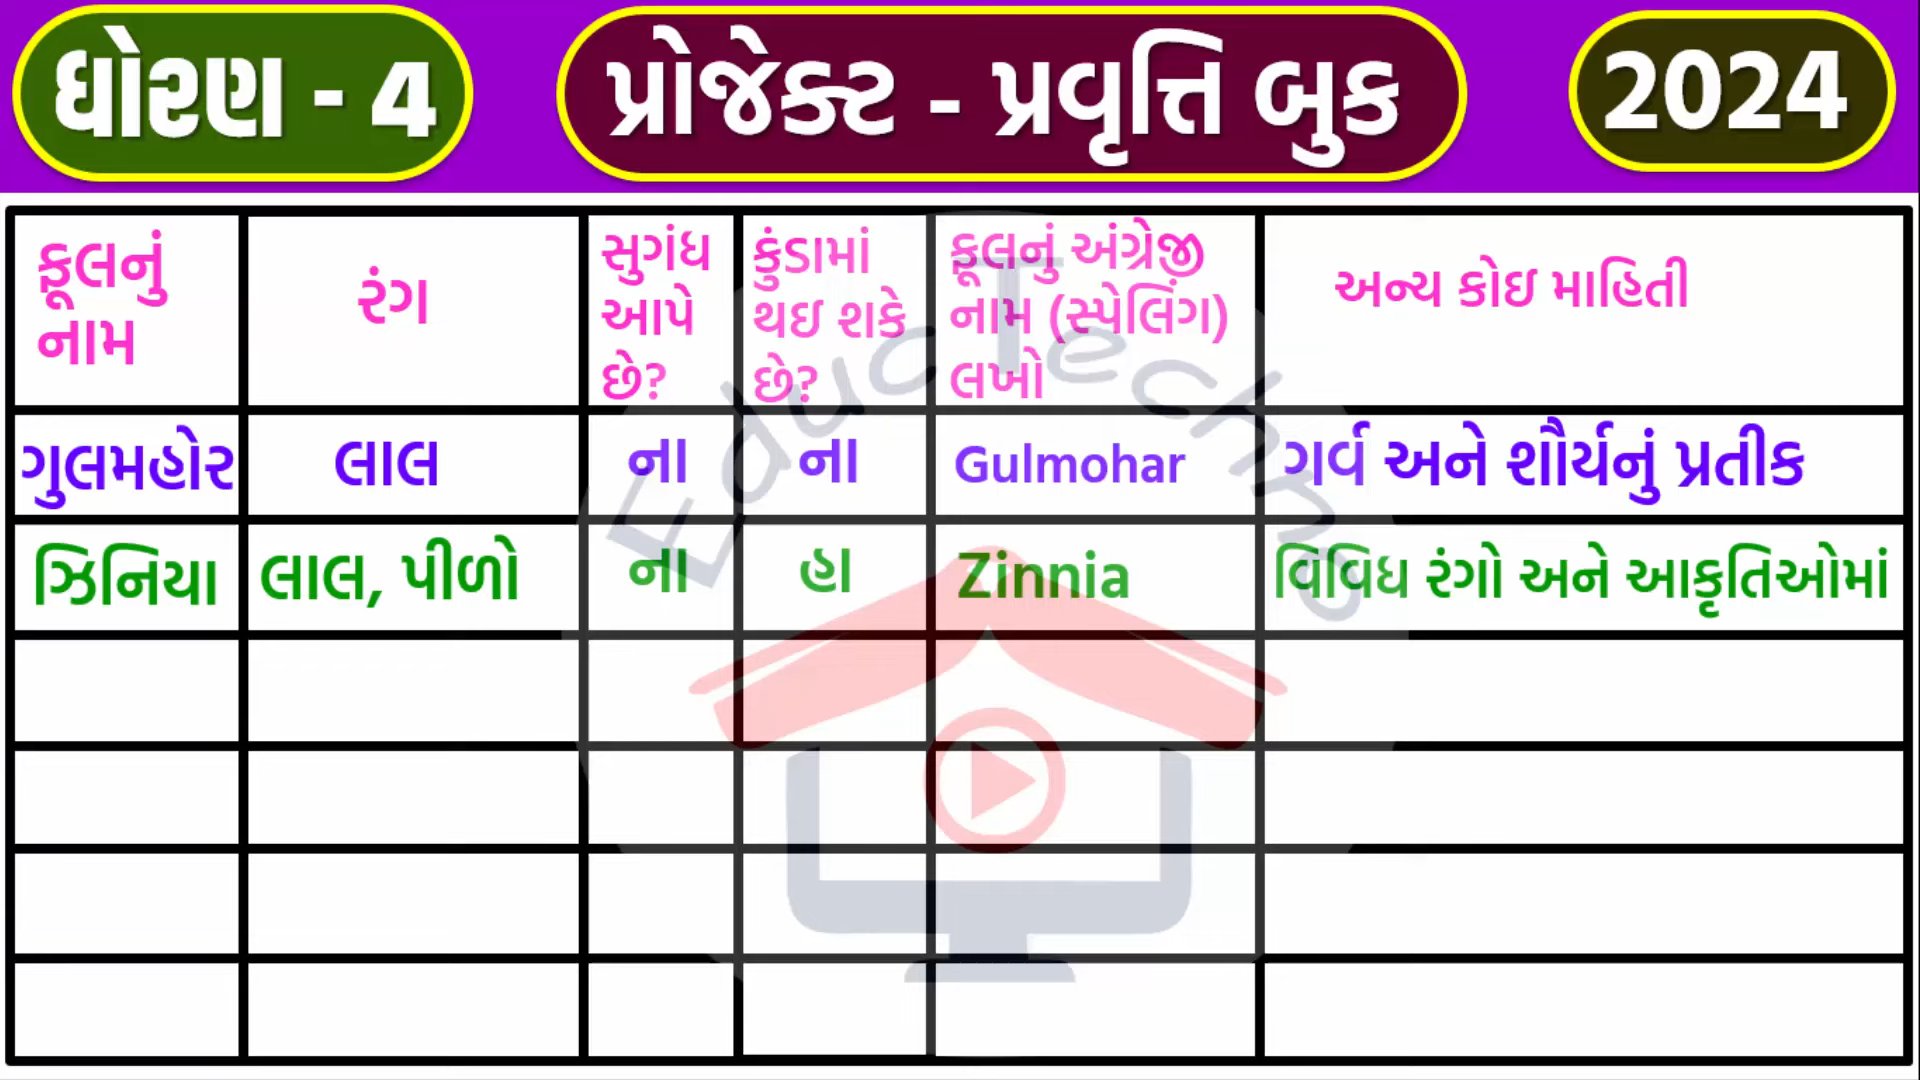 ધોરણ - 4
પ્રોજેક્ટ - પ્રવૃત્તિ બુક
2024
ફૂલનું
નામ
રંગ
સુગંધ
આપે
છે?
કુંડામાં
થઇ શકે
છે?
ફૂલનું અંગ્રેજી
નામ (સ્પેલિંગ)
લખો
અન્ય કોઇ માહિતી
ગુલમહોર
લાલ
ના
ના
Gulmohar
ગર્વ અને શૌર્યનું પ્રતીક
ઝિનિયા
લાલ, પીળો
ના
હા
Zinnia
વિવિધ રંગો અને આકૃતિઓમાં
EducTechno